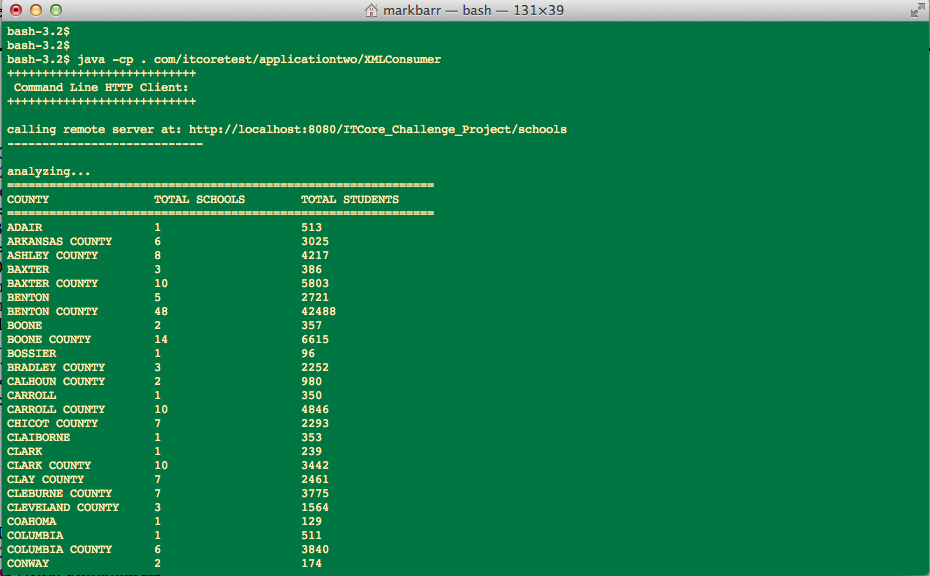 markbarr — bash — 131×39
bash-3.2$
bash-3.2$
bash-3.2$ java -cp . com/itcoretest/applicationtwo/XMLConsumer
+++++++++++++++++++++++++++
 Command Line HTTP Client:
+++++++++++++++++++++++++++
calling remote server at: http://localhost:8080/ITCore_Challenge_Project/schools
----------------------------
analyzing...
=============================================================
COUNTY TOTAL SCHOOLS TOTAL STUDENTS
=============================================================
ADAIR 1 513
ARKANSAS COUNTY 6 3025
ASHLEY COUNTY 8 4217
BAXTER 3 386
BAXTER COUNTY 10 5803
BENTON 5 2721
BENTON COUNTY 48 42488
BOONE 2 357
BOONE COUNTY 14 6615
BOSSIER 1 96
BRADLEY COUNTY 3 2252
CALHOUN COUNTY 2 980
CARROLL 1 350
CARROLL COUNTY 10 4846
CHICOT COUNTY 7 2293
CLAIBORNE 1 353
CLARK 1 239
CLARK COUNTY 10 3442
CLAY COUNTY 7 2461
CLEBURNE COUNTY 7 3775
CLEVELAND COUNTY 3 1564
COAHOMA 1 129
COLUMBIA 1 511
COLUMBIA COUNTY 6 3840
CONWAY 2 174